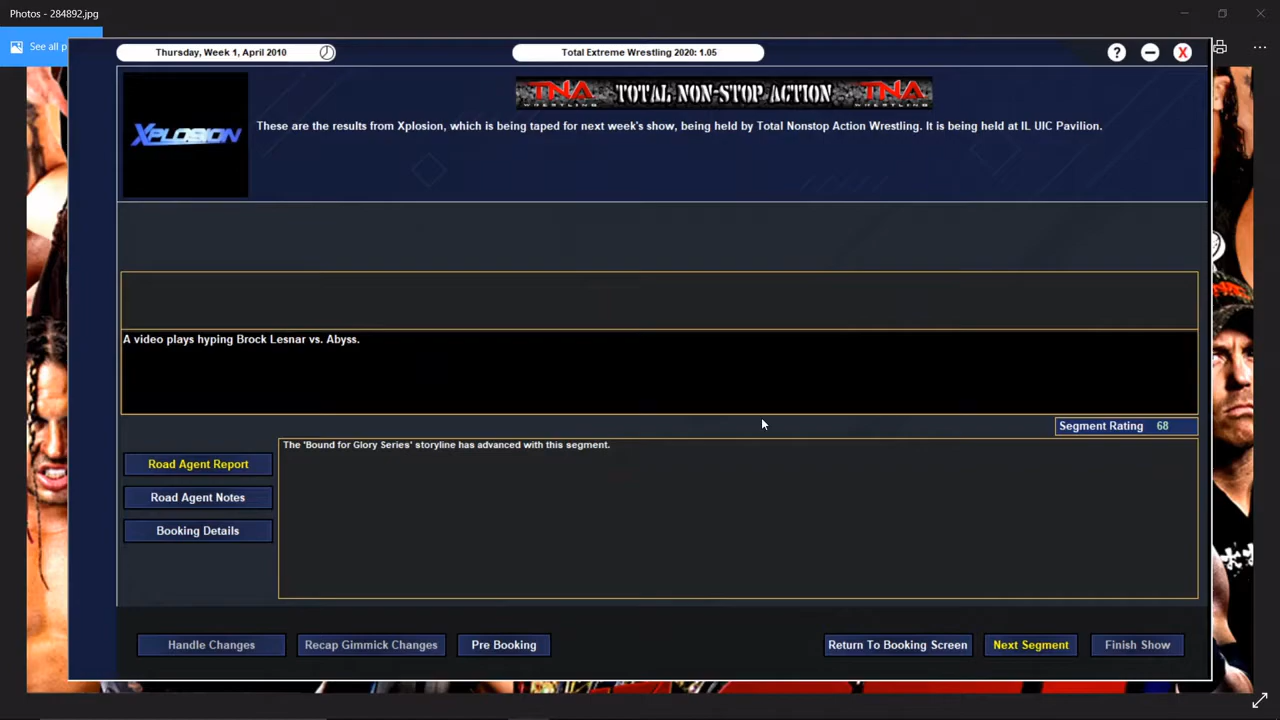 Photos - 284892.jpg
See all p
Thursday, Week 1, April 2010
Total Extreme Wrestling 2020: 1.05
?
X
XPLOSION
TNA WRESTLING TOTAL NON-STOP ACTION TNA WRESTLING
These are the results from Xplosion, which is being taped for next week's show, being held by Total Nonstop Action Wrestling. It is being held at IL UIC Pavilion.
A video plays hyping Brock Lesnar vs. Abyss.
Segment Rating 68
The 'Bound for Glory Series' storyline has advanced with this segment.
Road Agent Report
Road Agent Notes
Booking Details
Handle Changes
Recap Gimmick Changes
Pre Booking
Return To Booking Screen
Next Segment
Finish Show